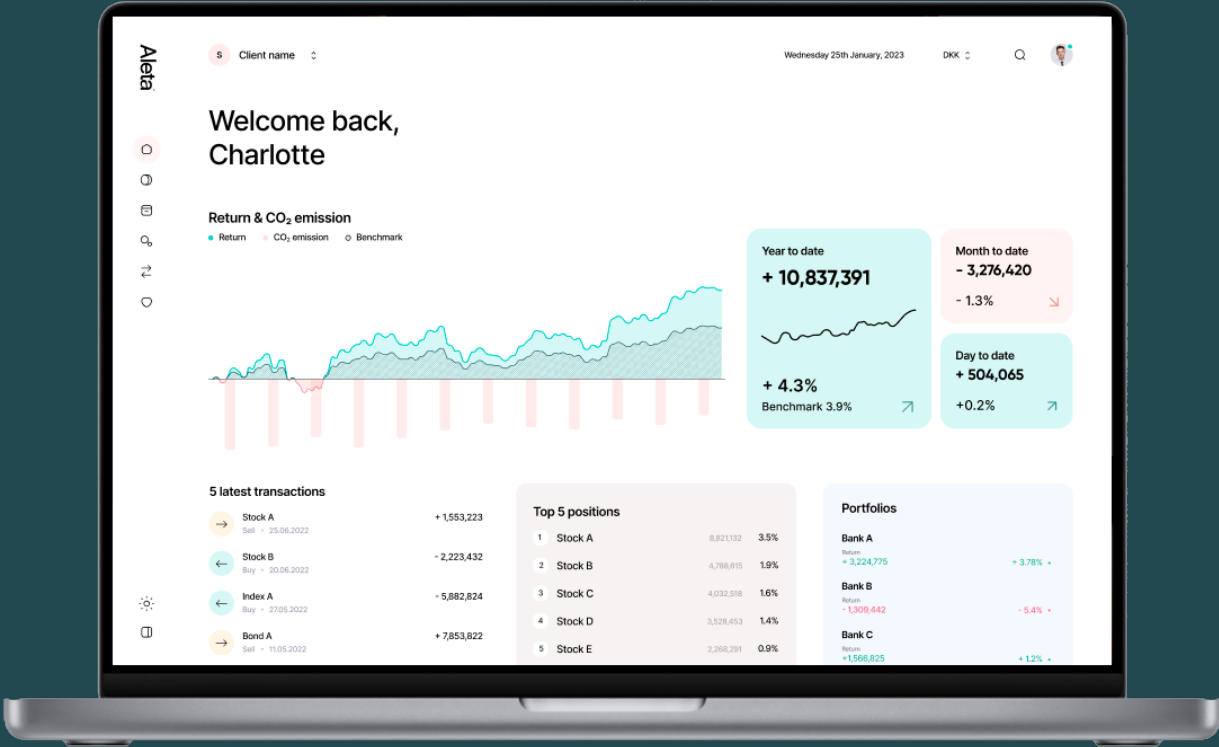 Aleta
S Client name
Wednesday 25th January, 2023
DKK
Welcome back,
Charlotte
Return & CO₂ emission
Return CO₂ emission Benchmark
Year to date
+ 10,837,391
+ 4.3%
Benchmark 3.9%
Month to date
- 3,276,420
- 1.3%
Day to date
+ 504,065
+0.2%
5 latest transactions
Stock A + 1,553,223
Sell • 25.06.2022
Stock B - 2,223,432
Buy • 20.06.2022
Index A - 5,882,824
Buy • 27.05.2022
Bond A + 7,853,822
Sell • 11.05.2022
Top 5 positions
1 Stock A 8,821,132 3.5%
2 Stock B 4,788,615 1.9%
3 Stock C 4,032,518 1.6%
4 Stock D 3,528,453 1.4%
5 Stock E 2,268,291 0.9%
Portfolios
Bank A
Return
+ 3,224,775 + 3.78%
Bank B
Return
- 1,309,442 - 5.4%
Bank C
Return
+1,566,825 + 1.2%